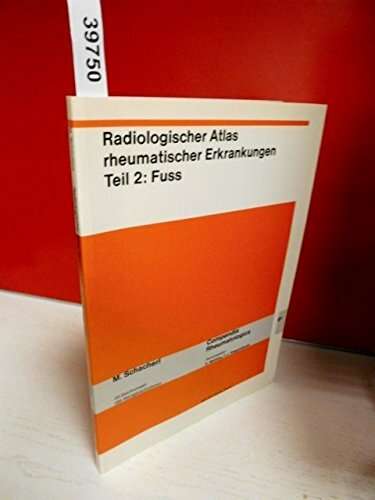 39750
Radiologischer Atlas
rheumatischer Erkrankungen
Teil 2: Fuss
M. Schacherl
Compendia
Rheumatologica